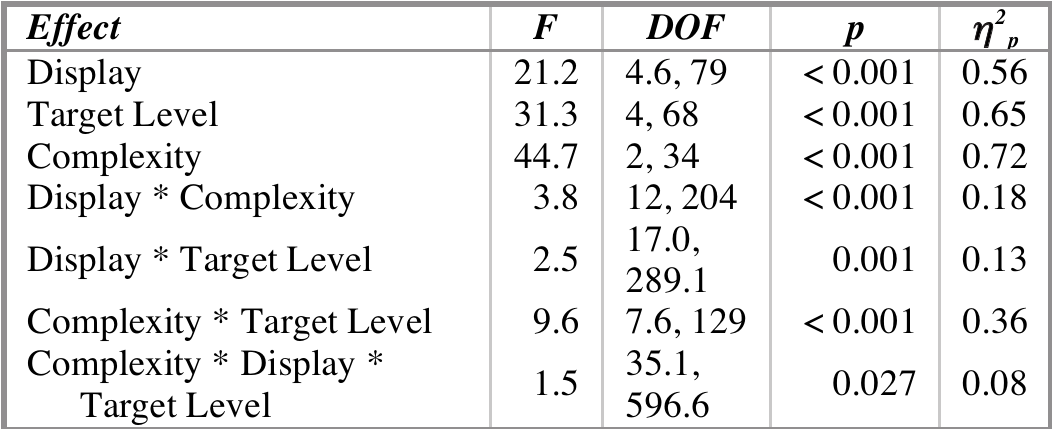 Effect F DOF p η²ₚ
Display 21.2 4.6, 79 < 0.001 0.56
Target Level 31.3 4, 68 < 0.001 0.65
Complexity 44.7 2, 34 < 0.001 0.72
Display * Complexity 3.8 12, 204 < 0.001 0.18
Display * Target Level 2.5 17.0, 289.1 0.001 0.13
Complexity * Target Level 9.6 7.6, 129 < 0.001 0.36
Complexity * Display *
Target Level 1.5 35.1, 596.6 0.027 0.08